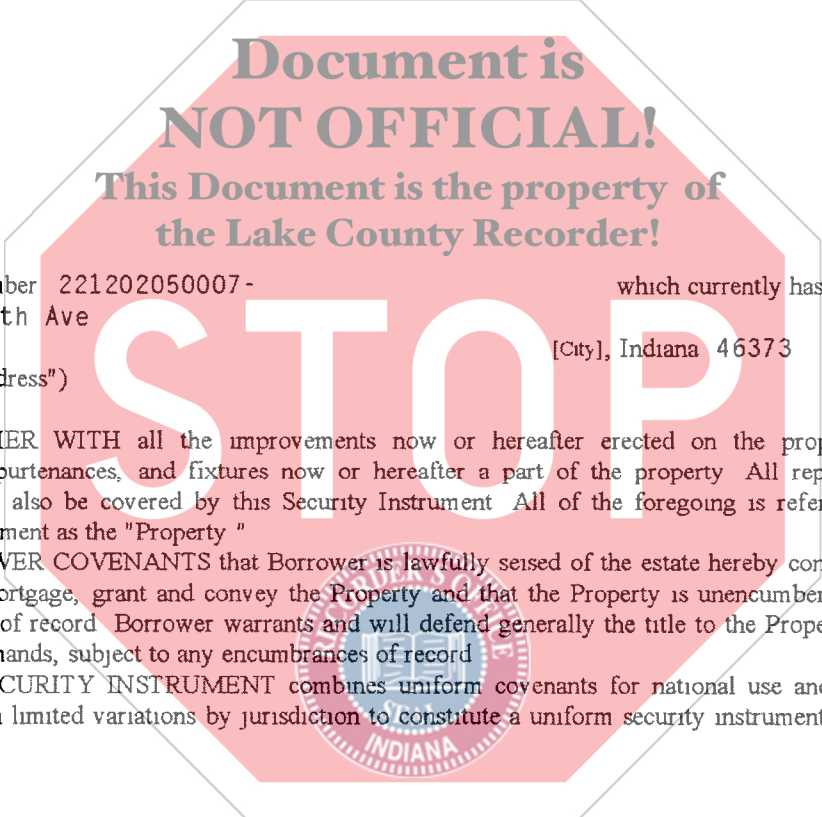 Document is
NOT OFFICIAL!
This Document is the property of
the Lake County Recorder!
ber 221202050007- which currently has
th Ave
[City], Indiana 46373
dress")
STOP
ER WITH all the improvements now or hereafter erected on the prop
purtenances, and fixtures now or hereafter a part of the property All rep
also be covered by this Security Instrument All of the foregoing is refer
ment as the "Property "
VER COVENANTS that Borrower is lawfully seised of the estate hereby con
ortgage, grant and convey the Property and that the Property is unencumber
of record Borrower warrants and will defend generally the title to the Prope
ands, subject to any encumbrances of record
CURITY INSTRUMENT combines uniform covenants for national use and
limited variations by jurisdiction to constitute a uniform security instrument
RECORDER'S OFFICE
SEAL
INDIANA